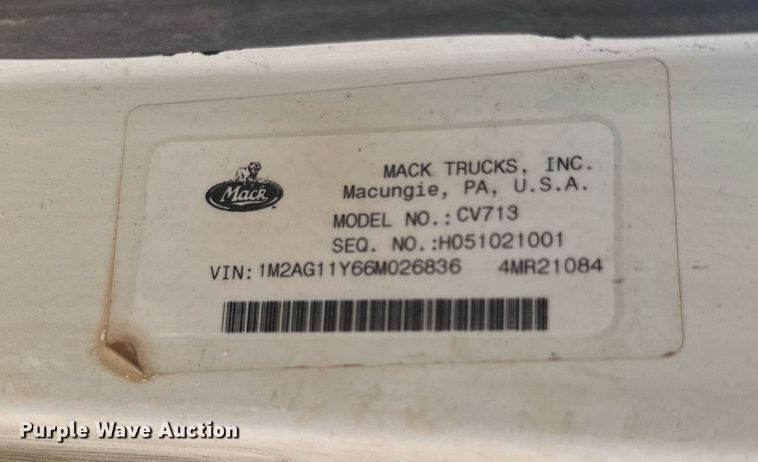 MACK TRUCKS, INC.
Macungie, PA, U.S.A.
Mack
MODEL NO.: CV713
SEQ. NO.:H051021001
VIN: 1M2AG11Y66M026836 4MR21084
Purple Wave Auction